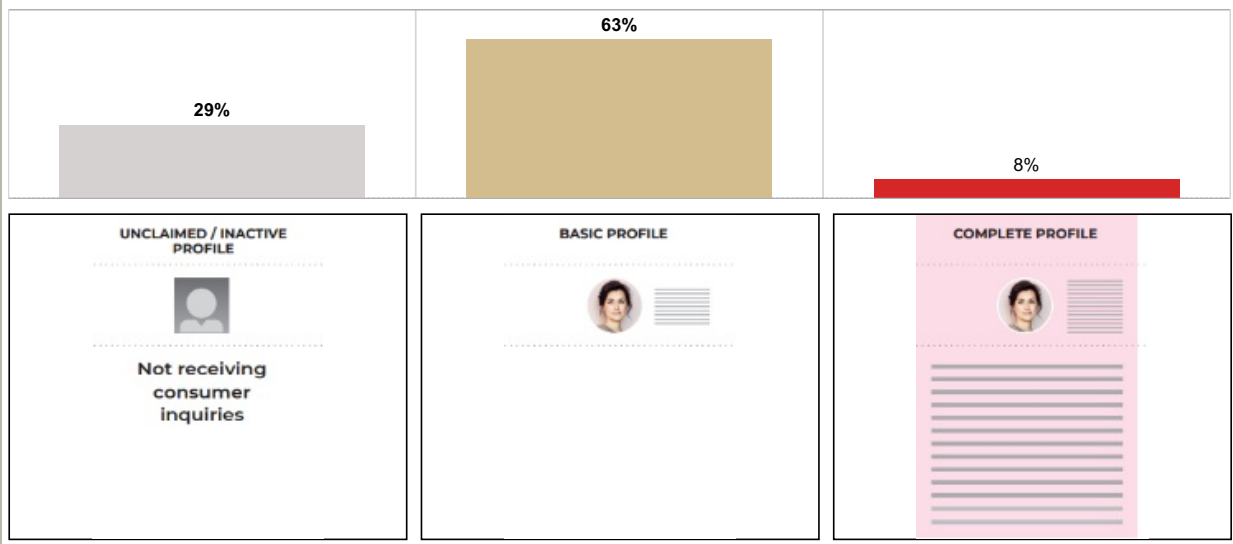 29%
63%
8%
UNCLAIMED / INACTIVE
PROFILE
Not receiving
consumer
inquiries
BASIC PROFILE
COMPLETE PROFILE